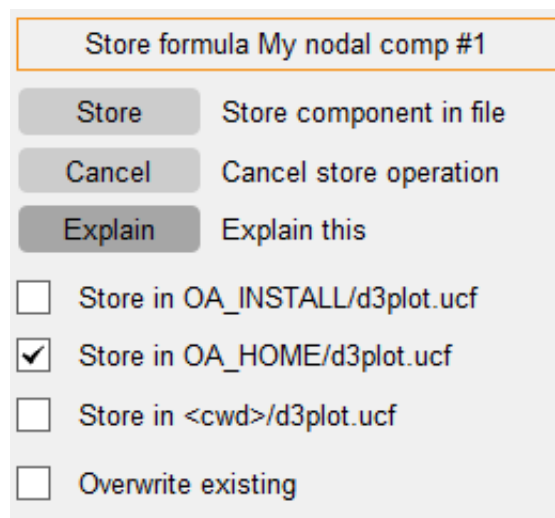 Store formula My nodal comp #1
Store Store component in file
Cancel Cancel store operation
Explain Explain this
Store in OA_INSTALL/d3plot.ucf
Store in OA_HOME/d3plot.ucf
Store in <cwd>/d3plot.ucf
Overwrite existing